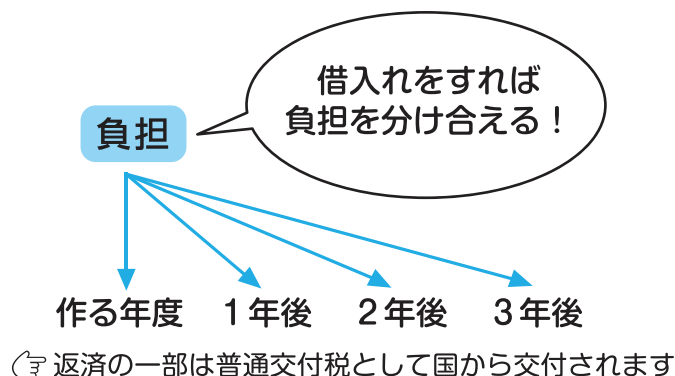 借入れをすれば
負担を分け合える！
負担
作る年度 1年後 2年後 3年後
☞返済の一部は普通交付税として国から交付されます